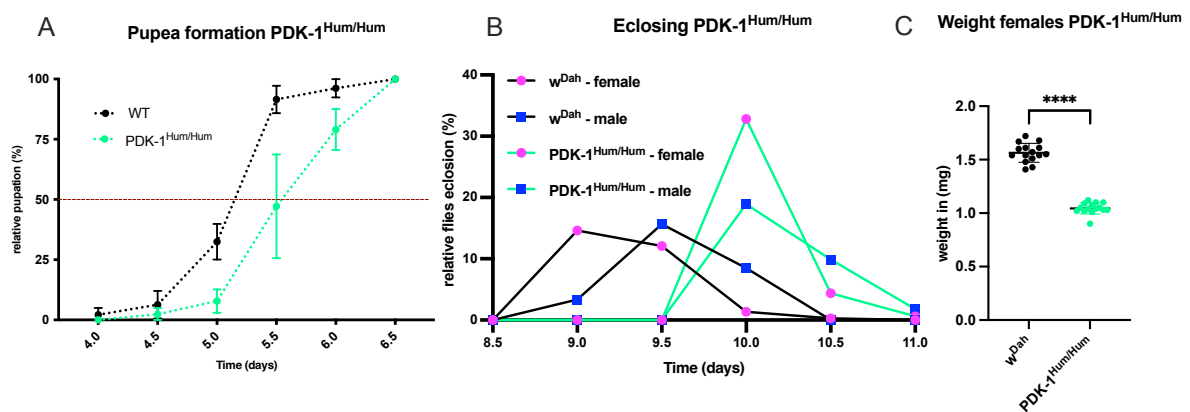 A
Pupea formation PDK-1Hum/Hum
relative pupation (%)
100
75
50
25
0
WT
PDK-1Hum/Hum
4.0
4.5
5.0
5.5
6.0
6.5
Time (days)
B
Eclosing PDK-1Hum/Hum
relative flies eclosion (%)
40
30
20
10
0
wDah - female
wDah - male
PDK-1Hum/Hum - female
PDK-1Hum/Hum - male
8.5
9.0
9.5
10.0
10.5
11.0
Time (days)
C
Weight females PDK-1Hum/Hum
weight in (mg)
2.0
1.5
1.0
0.5
0.0
****
wDah
PDK-1Hum/Hum